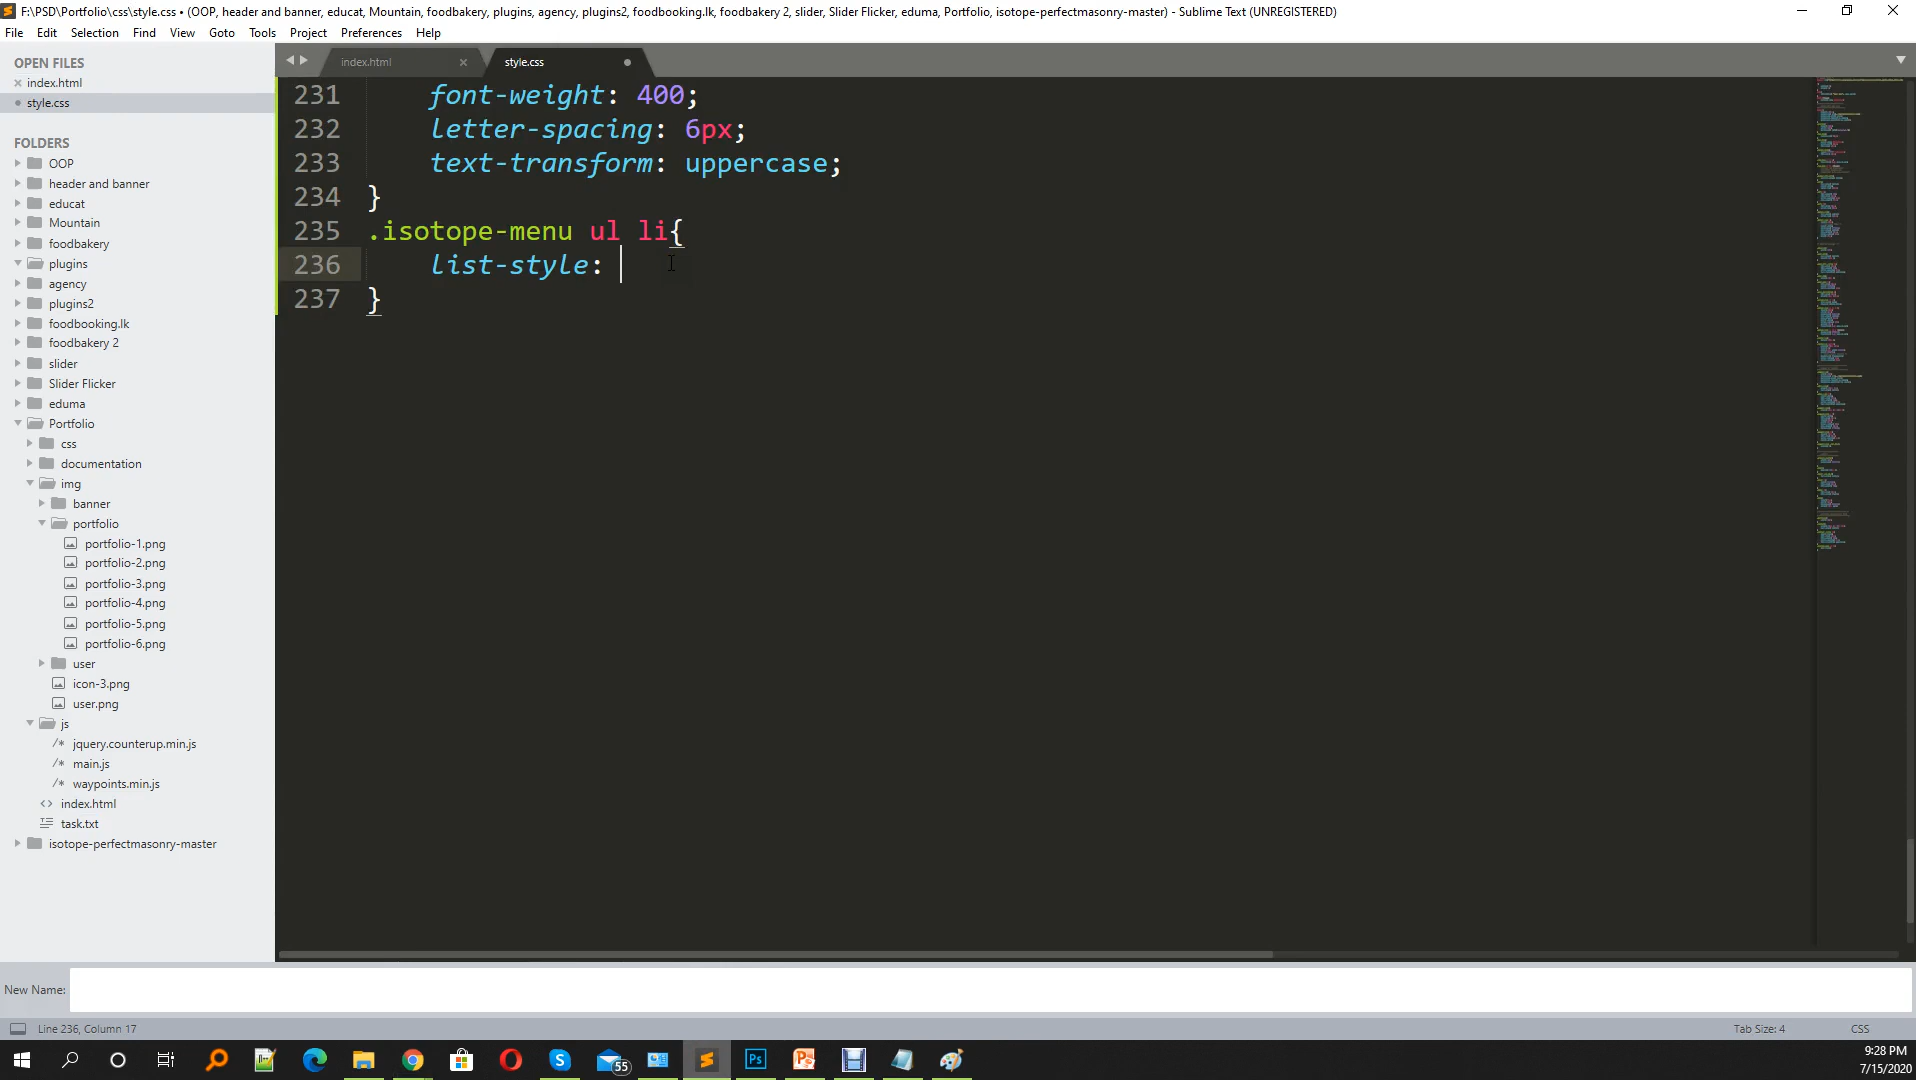 F:\PSD\Portfolio\css\style.css • (OOP, header and banner, educat, Mountain, foodbakery, plugins, agency, plugins2, foodbooking.lk, foodbakery 2, slider, Slider Flicker, eduma, Portfolio, isotope-perfectmasonry-master) - Sublime Text (UNREGISTERED)
File Edit Selection Find View Goto Tools Project Preferences Help
OPEN FILES
index.html
style.css
FOLDERS
OOP
header and banner
educat
Mountain
foodbakery
plugins
agency
plugins2
foodbooking.lk
foodbakery 2
slider
Slider Flicker
eduma
Portfolio
css
documentation
img
banner
portfolio
portfolio-1.png
portfolio-2.png
portfolio-3.png
portfolio-4.png
portfolio-5.png
portfolio-6.png
user
icon-3.png
user.png
js
/* jquery.counterup.min.js
/* main.js
/* waypoints.min.js
<> index.html
task.txt
isotope-perfectmasonry-master
index.html
style.css
231 font-weight: 400;
232 letter-spacing: 6px;
233 text-transform: uppercase;
234 }
235 .isotope-menu ul li{
236 list-style:
237 }
New Name:
Line 236, Column 17
Tab Size: 4
CSS
55
9:28 PM
7/15/2020